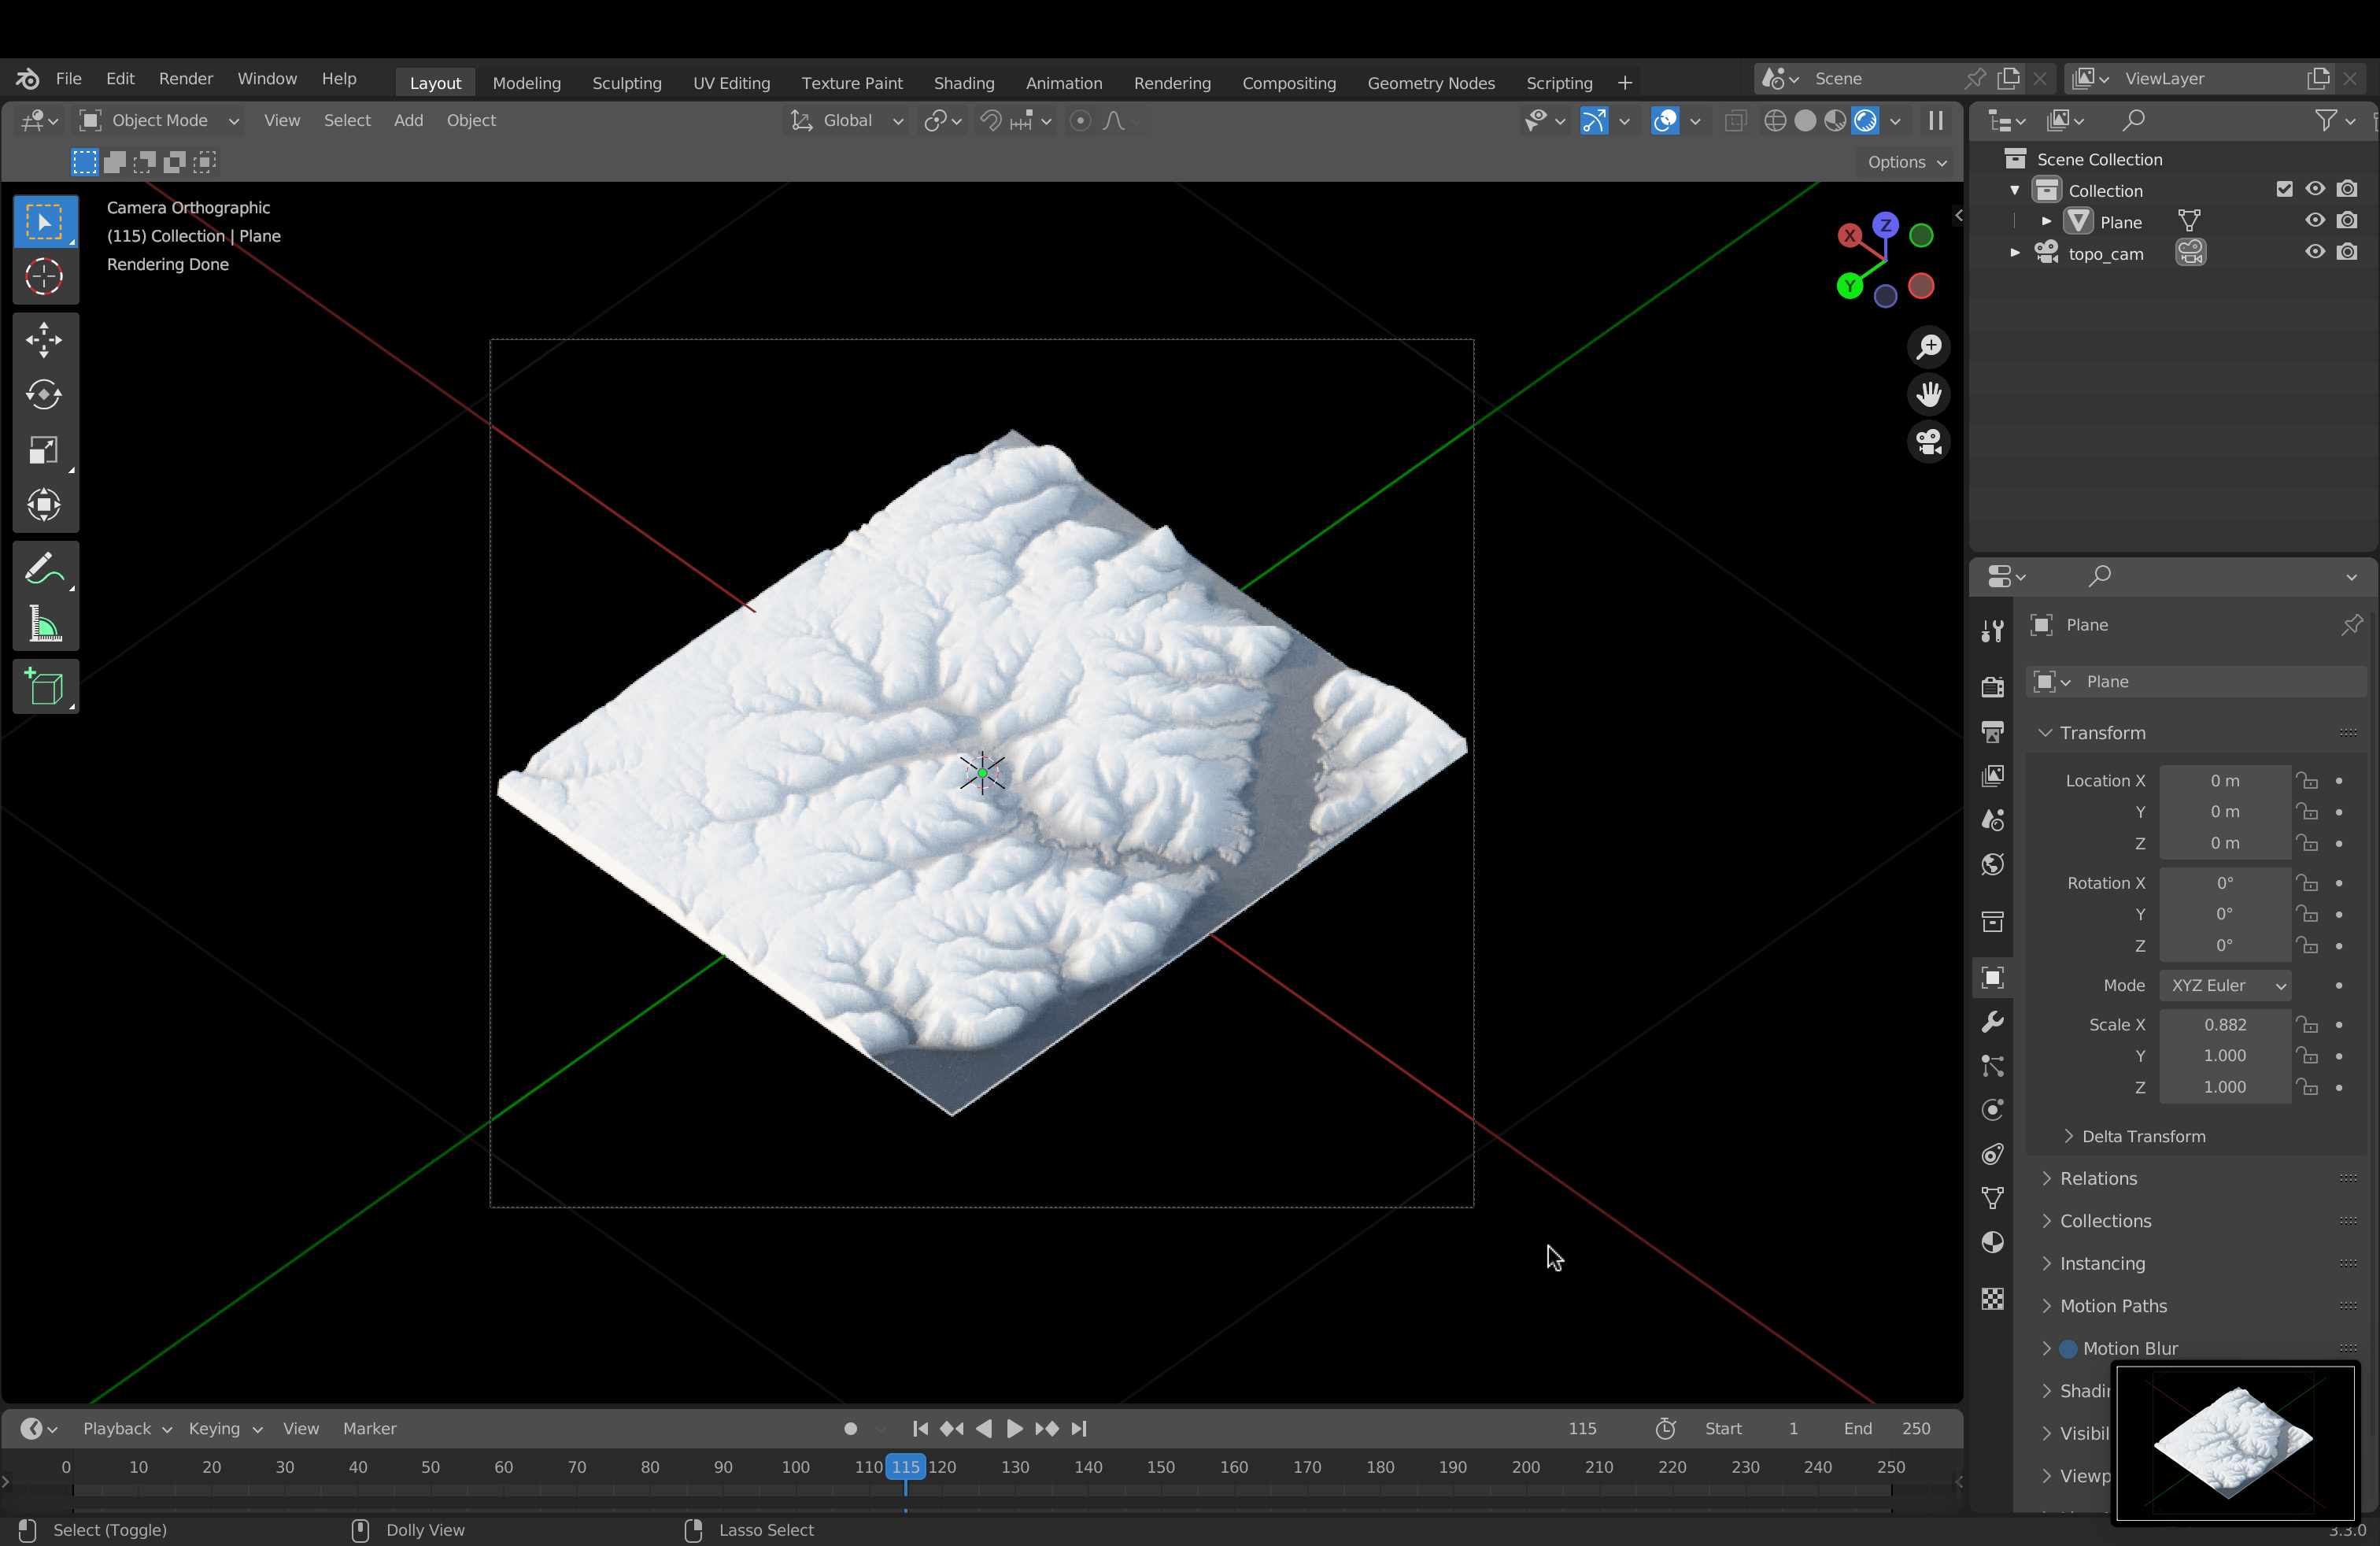 File Edit Render Window Help Layout Modeling Sculpting UV Editing Texture Paint Shading Animation Rendering Compositing Geometry Nodes Scripting + Scene ViewLayer
Object Mode View Select Add Object Global
Options
Camera Orthographic
(115) Collection | Plane
Rendering Done
X
Z
Y
Scene Collection
Collection
Plane
topo_cam
Plane
Plane
Transform
Location X 0 m
Y 0 m
Z 0 m
Rotation X 0°
Y 0°
Z 0°
Mode XYZ Euler
Scale X 0.882
Y 1.000
Z 1.000
Delta Transform
Relations
Collections
Instancing
Motion Paths
Motion Blur
Playback Keying View Marker 115 Start 1 End 250
0 10 20 30 40 50 60 70 80 90 100 110 115 120 130 140 150 160 170 180 190 200 210 220 230 240 250
Select (Toggle) Dolly View Lasso Select 3.3.0